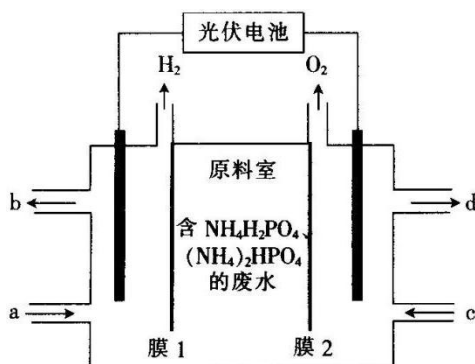 光伏电池
H₂
O₂
原料室
b
d
含 NH₄H₂PO₄、
(NH₄)₂HPO₄
的废水
a
c
膜 1
膜 2